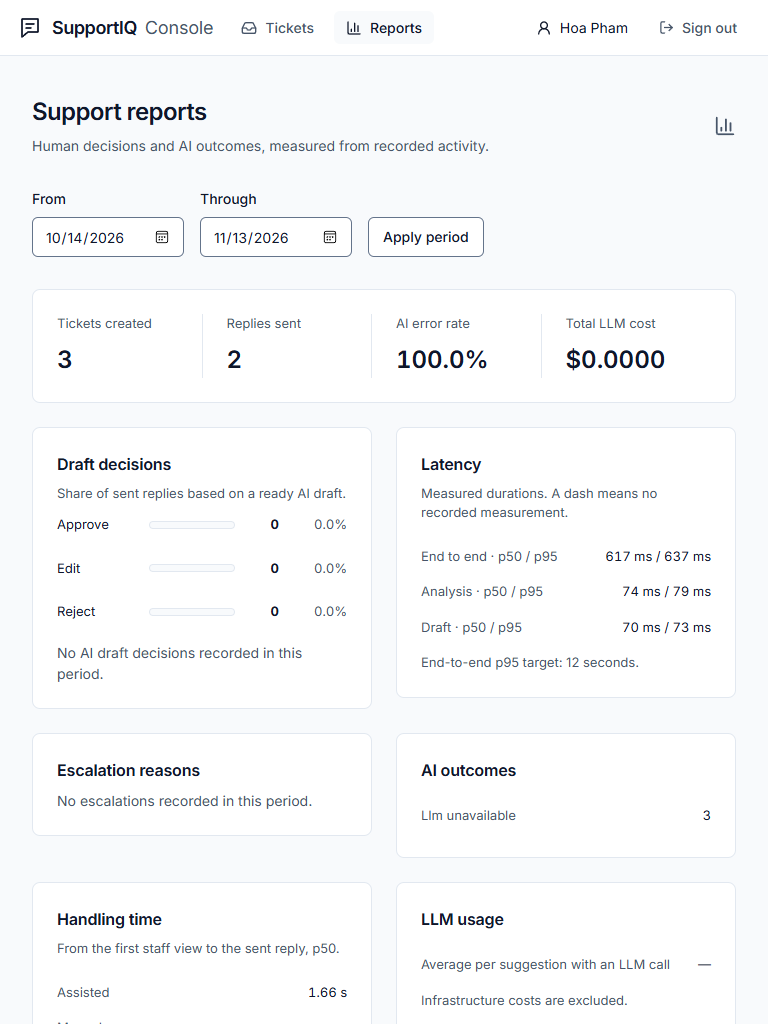 SupportIQ Console
Tickets
Reports
Hoa Pham
Sign out
Support reports
Human decisions and AI outcomes, measured from recorded activity.
From
Through
10/14/2026
11/13/2026
Apply period
Tickets created
3
Replies sent
2
AI error rate
100.0%
Total LLM cost
$0.0000
Draft decisions
Share of sent replies based on a ready AI draft.
Approve 0 0.0%
Edit 0 0.0%
Reject 0 0.0%
No AI draft decisions recorded in this
period.
Latency
Measured durations. A dash means no
recorded measurement.
End to end · p50 / p95 617 ms / 637 ms
Analysis · p50 / p95 74 ms / 79 ms
Draft · p50 / p95 70 ms / 73 ms
End-to-end p95 target: 12 seconds.
Escalation reasons
No escalations recorded in this period.
AI outcomes
Llm unavailable 3
Handling time
From the first staff view to the sent reply, p50.
Assisted 1.66 s
LLM usage
Average per suggestion with an LLM call —
Infrastructure costs are excluded.